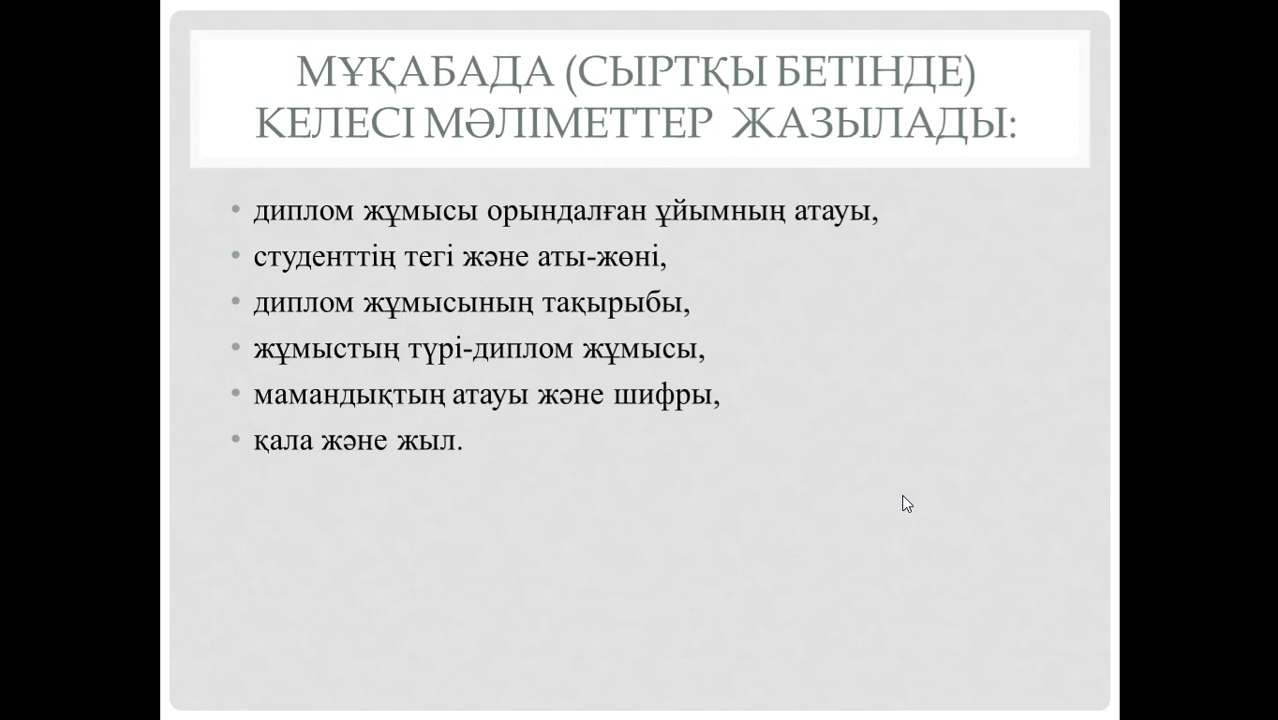 МҰҚАБАДА (СЫРТҚЫ БЕТІНДЕ)
КЕЛЕСІ МӘЛІМЕТТЕР ЖАЗЫЛАДЫ:
• диплом жұмысы орындалған ұйымның атауы,
• студенттің тегі және аты-жөні,
• диплом жұмысының тақырыбы,
• жұмыстың түрі-диплом жұмысы,
• мамандықтың атауы және шифры,
• қала және жыл.